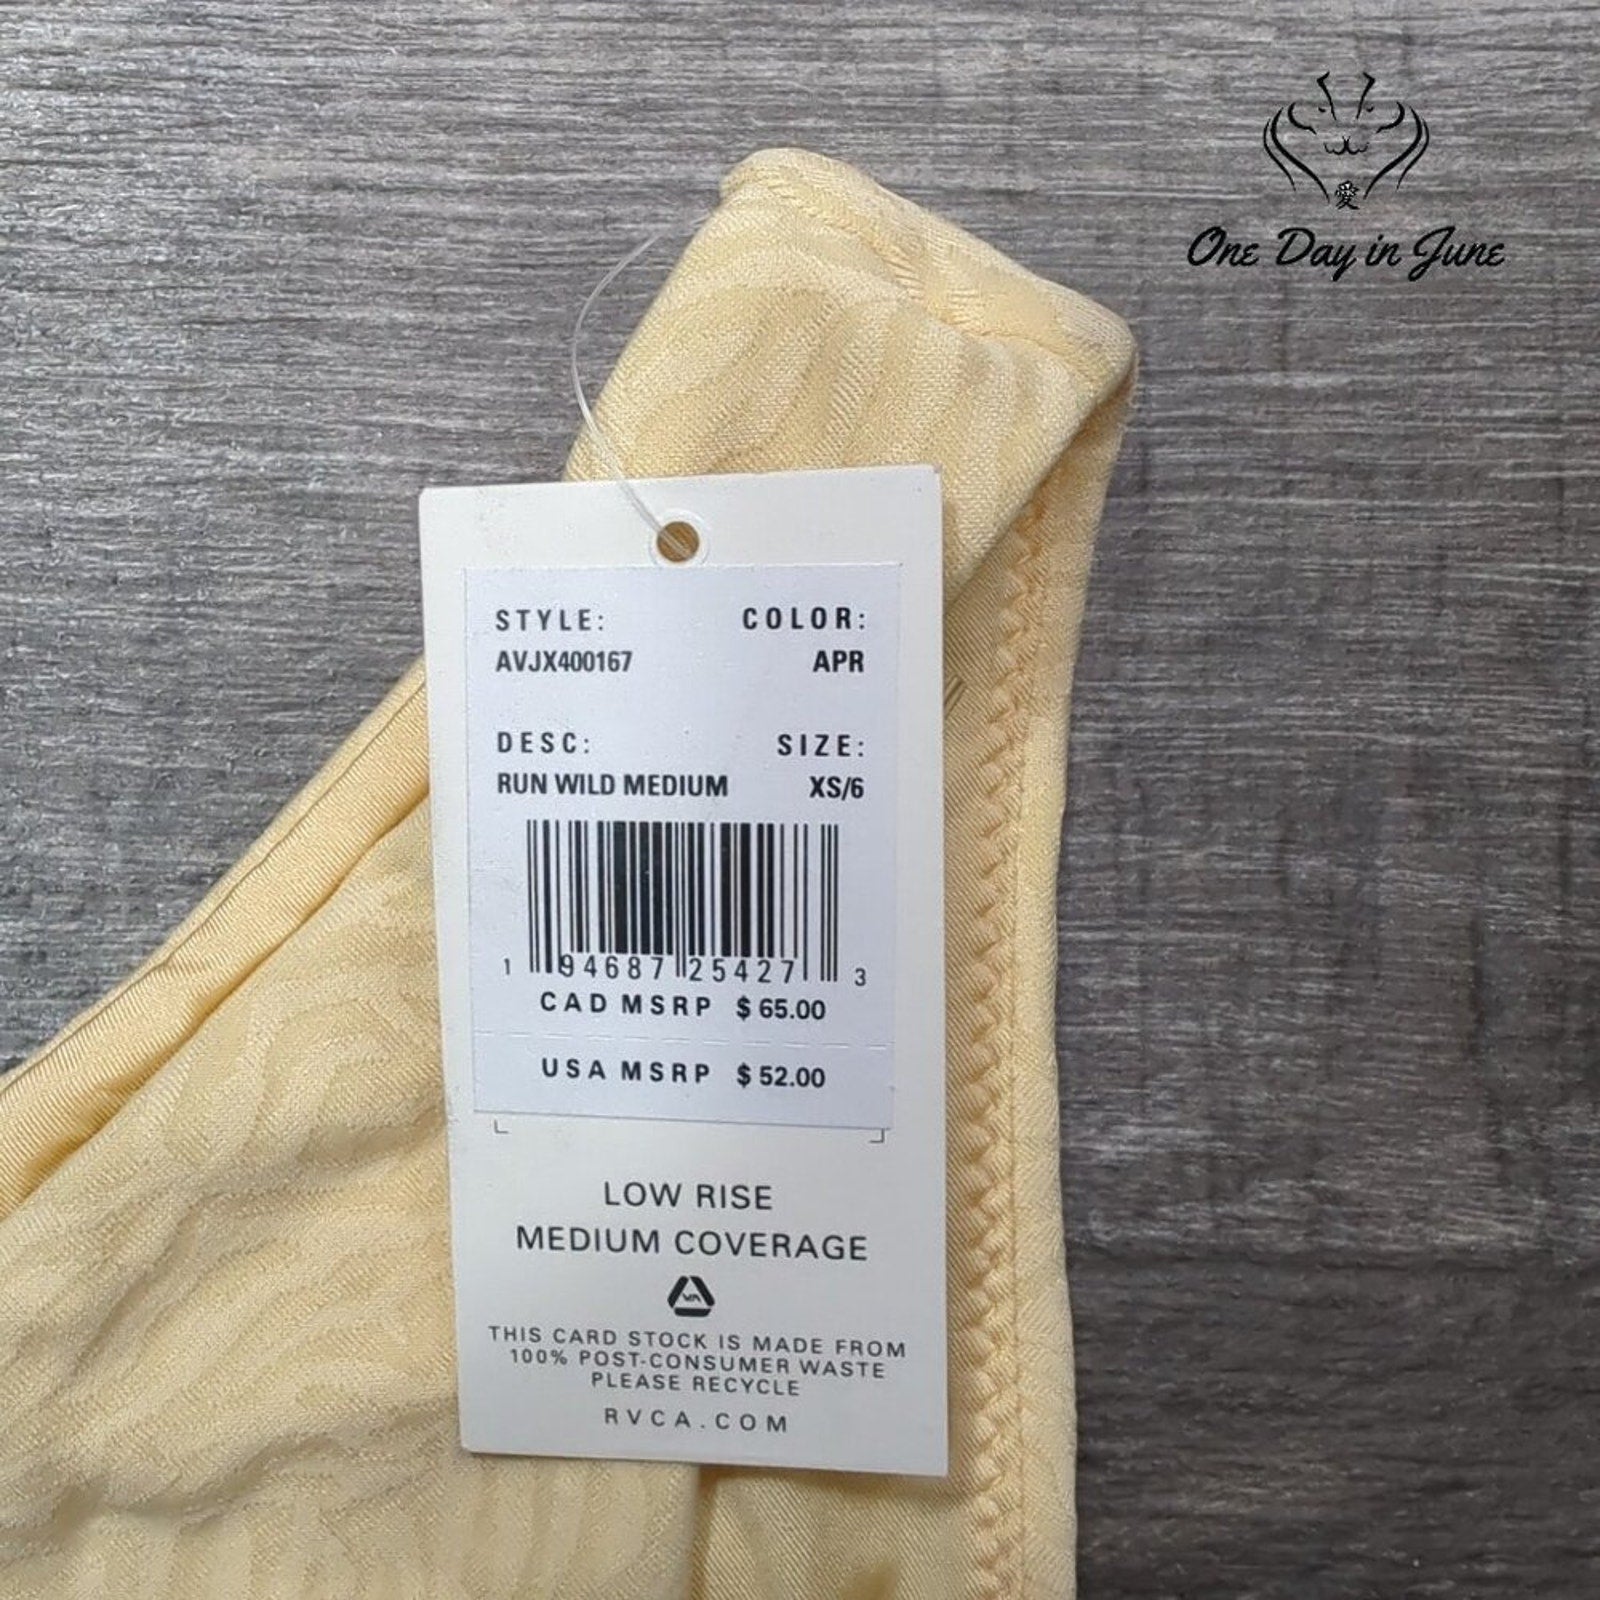 愛
One Day in June
STYLE: COLOR:
AVJX400167 APR
DESC: SIZE:
RUN WILD MEDIUM XS/6
1 94687 25427 3
CAD MSRP $ 65.00
USA MSRP $ 52.00
LOW RISE
MEDIUM COVERAGE
VA
THIS CARD STOCK IS MADE FROM
100% POST-CONSUMER WASTE
PLEASE RECYCLE
RVCA.COM